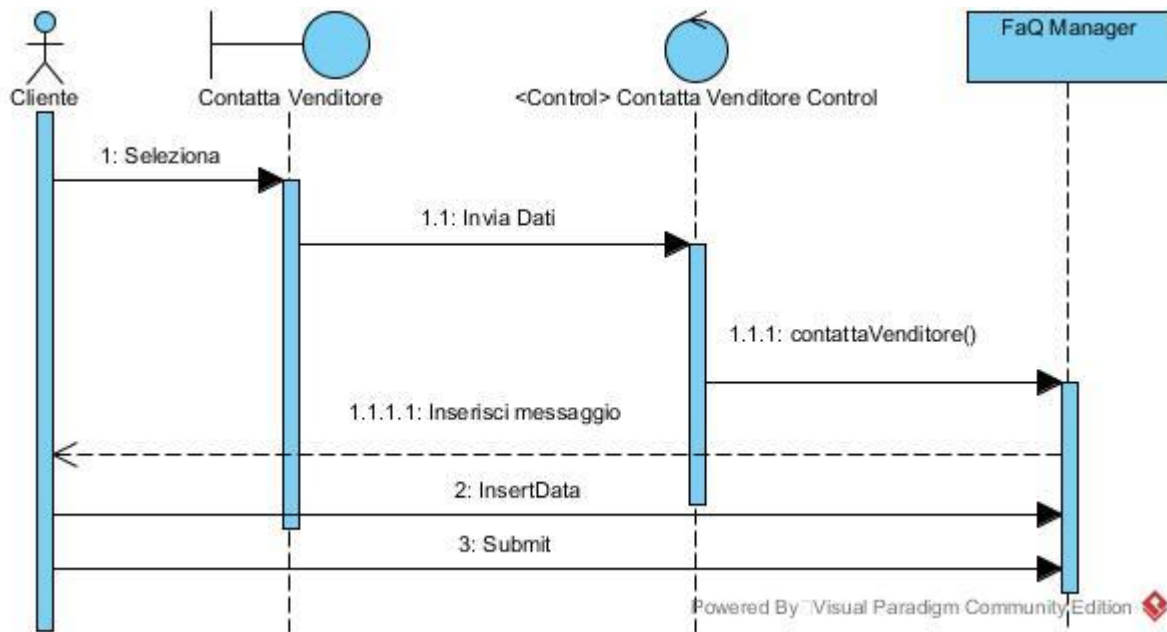 FaQ Manager
Cliente
Contatta Venditore
<Control> Contatta Venditore Control
1: Seleziona
1.1: Invia Dati
1.1.1: contattaVenditore()
1.1.1.1: Inserisci messaggio
2: InsertData
3: Submit
Powered By Visual Paradigm Community Edition